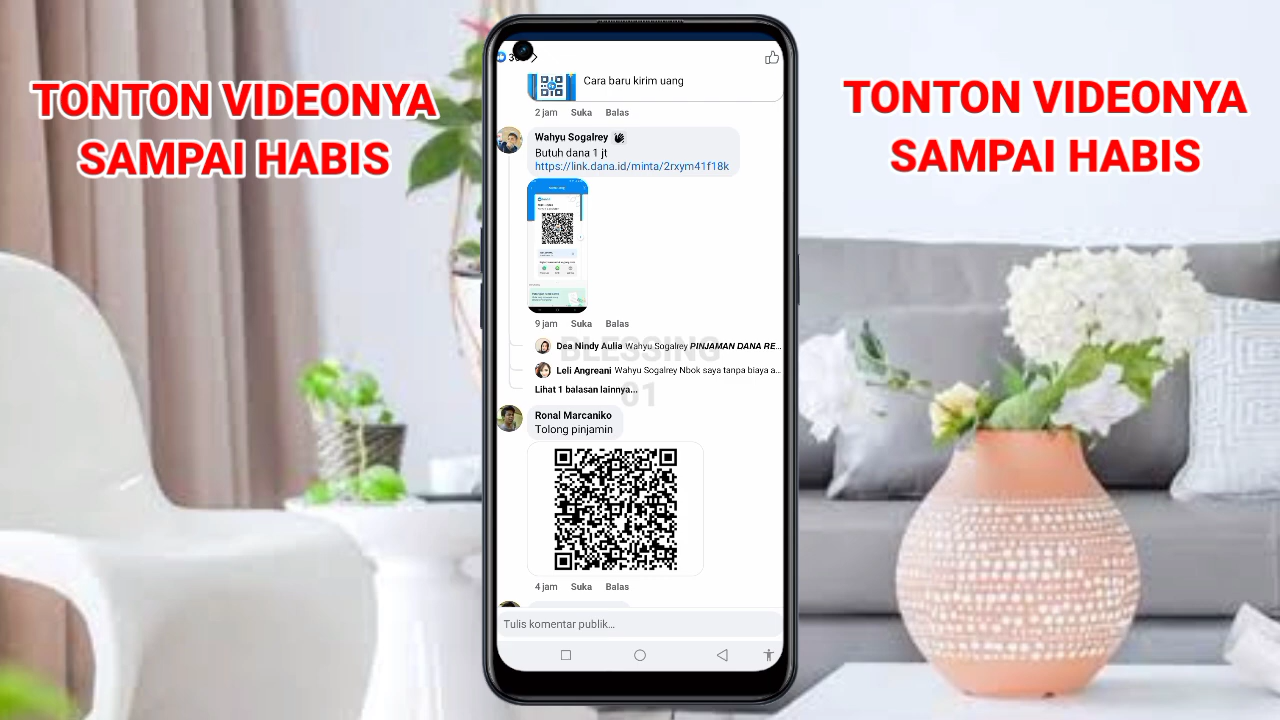 TONTON VIDEONYA
SAMPAI HABIS
TONTON VIDEONYA
SAMPAI HABIS
Cara baru kirim uang
2 jam Suka Balas
Wahyu Sogalrey
Butuh dana 1 jt
https://link.dana.id/minta/2rxym41f18k
9 jam Suka Balas
BLESSING
01
Dea Nindy Aulia Wahyu Sogalrey PINJAMAN DANA RE...
Leli Angreani Wahyu Sogalrey Nbok saya tanpa biaya a...
Lihat 1 balasan lainnya...
Ronal Marcaniko
Tolong pinjamin
4 jam Suka Balas
Tulis komentar publik...